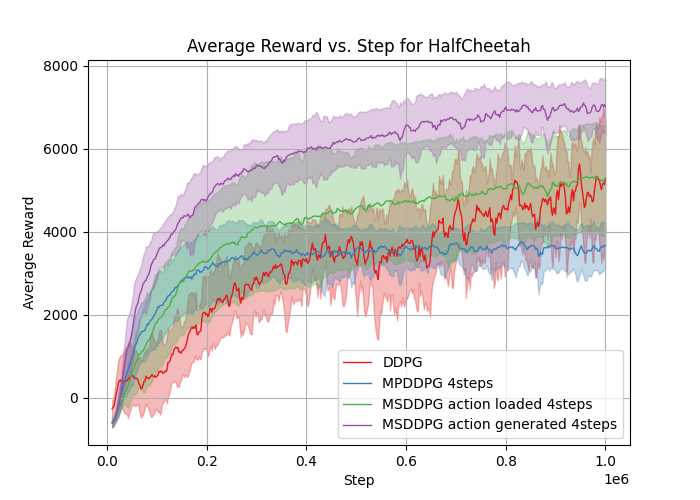 Average Reward vs. Step for HalfCheetah
8000
6000
4000
2000
0
Average Reward
DDPG
MPDDPG 4steps
MSDDPG action loaded 4steps
MSDDPG action generated 4steps
0.0 0.2 0.4 0.6 0.8 1.0
1e6
Step